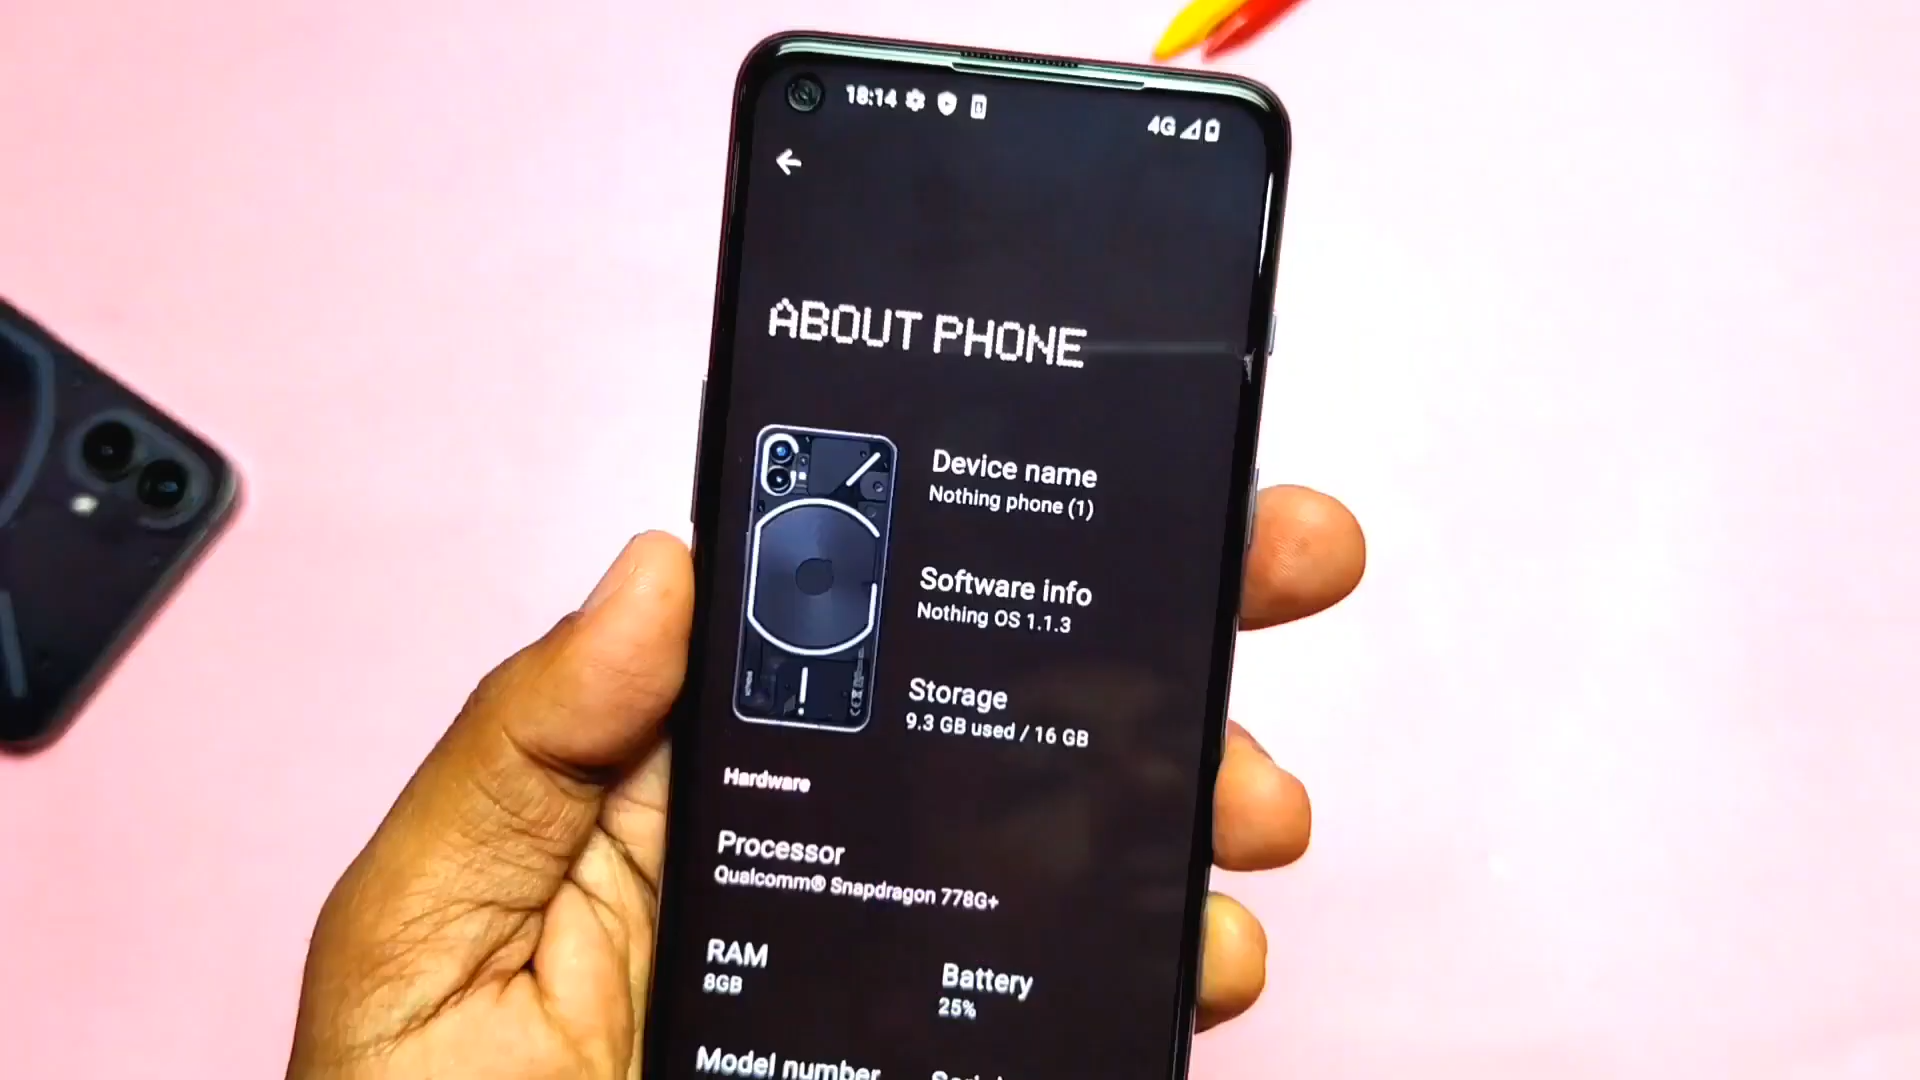 18:14
4G
ABOUT PHONE
Device name
Nothing phone (1)
Software info
Nothing OS 1.1.3
Storage
9.3 GB used / 16 GB
Hardware
Processor
Qualcomm® Snapdragon 778G+
RAM
8GB
Battery
25%
Model number